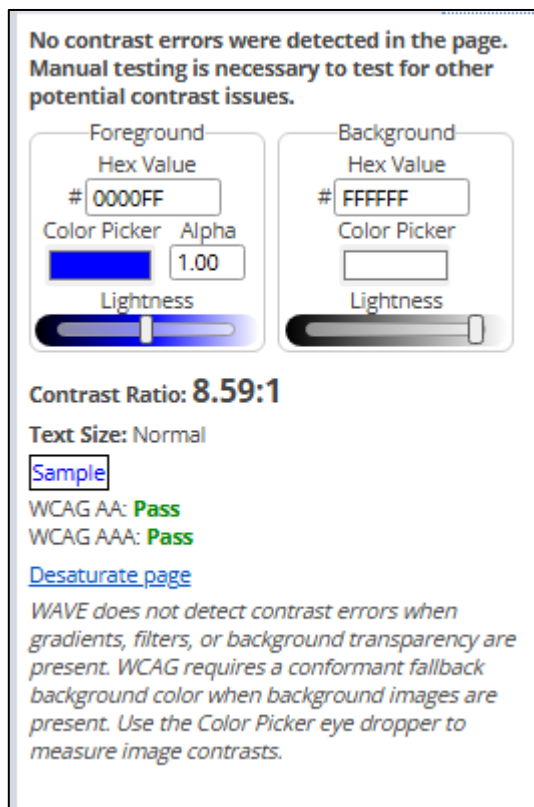 No contrast errors were detected in the page.
Manual testing is necessary to test for other
potential contrast issues.
Foreground
Hex Value
# 0000FF
Color Picker Alpha
1.00
Lightness
Background
Hex Value
# FFFFFF
Color Picker
Lightness
Contrast Ratio: 8.59:1
Text Size: Normal
Sample
WCAG AA: Pass
WCAG AAA: Pass
Desaturate page
WAVE does not detect contrast errors when
gradients, filters, or background transparency are
present. WCAG requires a conformant fallback
background color when background images are
present. Use the Color Picker eye dropper to
measure image contrasts.